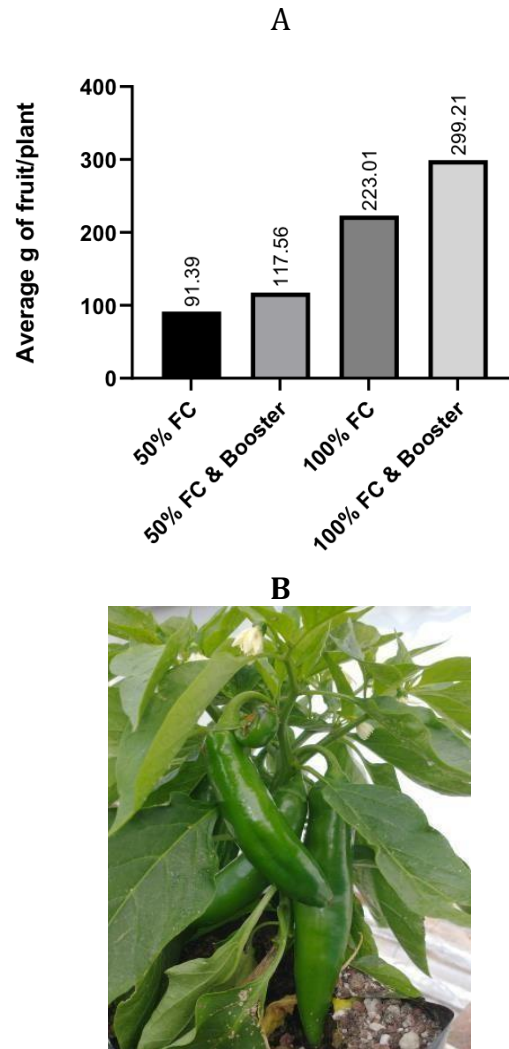 A
Average g of fruit/plant
400
300
200
100
0
91.39
117.56
223.01
299.21
50% FC
50% FC & Booster
100% FC
100% FC & Booster
B